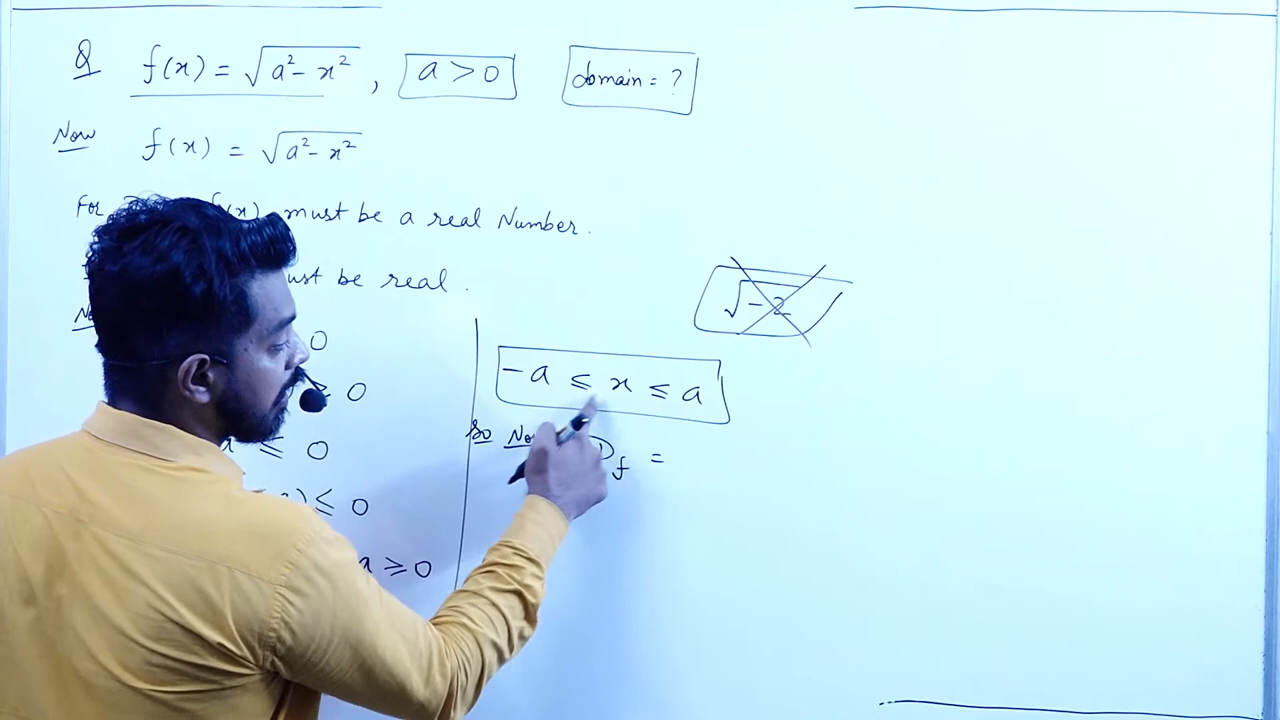 Q f(x) = √a²-x² , a > 0 domain = ?
Now f(x) = √a²-x²
For f(x) must be a real Number.
must be real.
√-2
0
≥ 0
≤ 0
) ≤ 0
a ≥ 0
-a ≤ x ≤ a
So Now D_f =